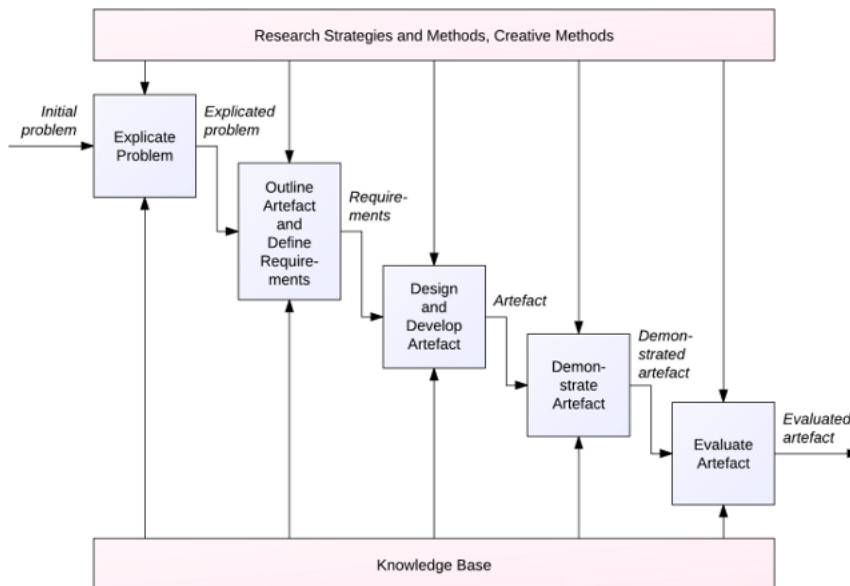 Research Strategies and Methods, Creative Methods
Initial
problem
Explicate
Problem
Explicated
problem
Outline
Artefact
and
Define
Require-
ments
Require-
ments
Design
and
Develop
Artefact
Artefact
Demon-
strate
Artefact
Demon-
strated
artefact
Evaluate
Artefact
Evaluated
artefact
Knowledge Base